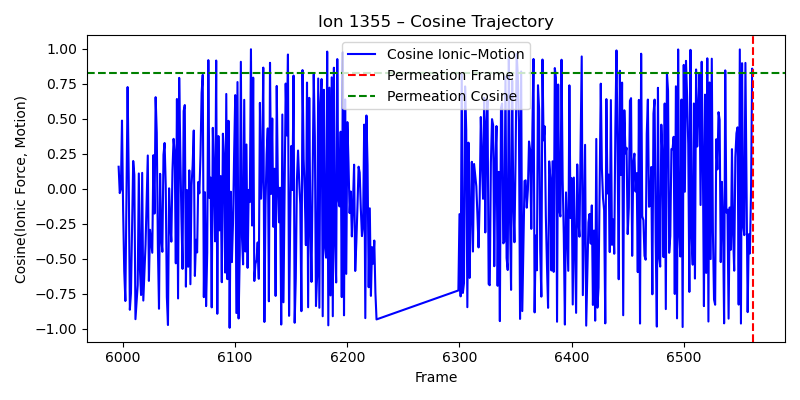 Ion 1355 – Cosine Trajectory
Cosine Ionic–Motion
Permeation Frame
Permeation Cosine
Cosine(Ionic Force, Motion)
1.00
0.75
0.50
0.25
0.00
−0.25
−0.50
−0.75
−1.00
6000 6100 6200 6300 6400 6500
Frame